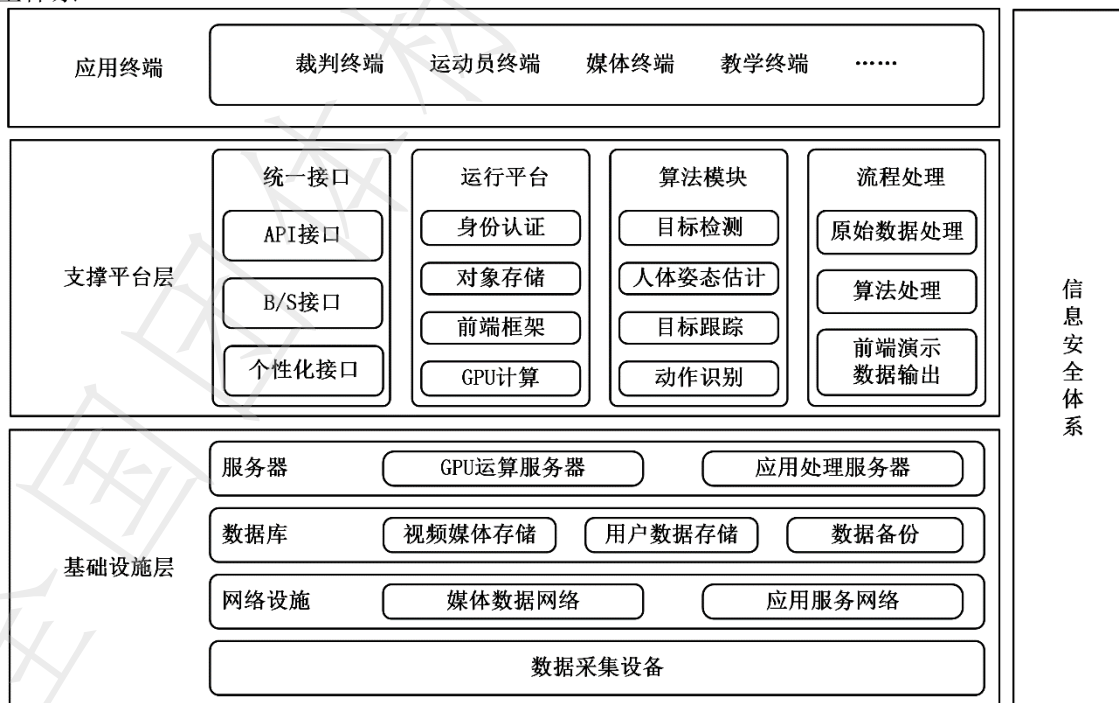 应用终端
裁判终端 运动员终端 媒体终端 教学终端 ……
支撑平台层
统一接口
API接口
B/S接口
个性化接口
运行平台
身份认证
对象存储
前端框架
GPU计算
算法模块
目标检测
人体姿态估计
目标跟踪
动作识别
流程处理
原始数据处理
算法处理
前端演示
数据输出
基础设施层
服务器 GPU运算服务器 应用处理服务器
数据库 视频媒体存储 用户数据存储 数据备份
网络设施 媒体数据网络 应用服务网络
数据采集设备
信息安全体系
全国团体标